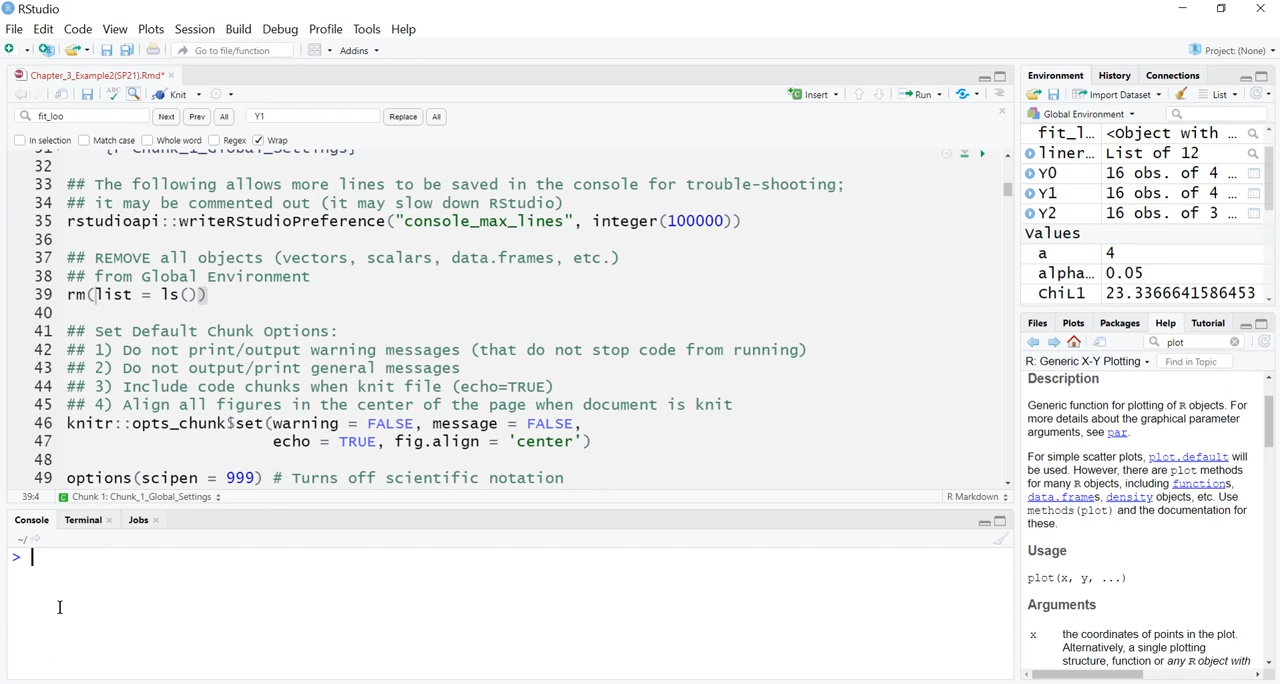 RStudio
File Edit Code View Plots Session Build Debug Profile Tools Help
Go to file/function Addins Project: (None)
Chapter_3_Example2(SP21).Rmd*
Knit Insert Run
fit_loo Next Prev All Y1 Replace All
In selection Match case Whole word Regex Wrap
32
33 ## The following allows more lines to be saved in the console for trouble-shooting;
34 ## it may be commented out (it may slow down RStudio)
35 rstudioapi::writeRStudioPreference("console_max_lines", integer(100000))
36
37 ## REMOVE all objects (vectors, scalars, data.frames, etc.)
38 ## from Global Environment
39 rm(list = ls())
40
41 ## Set Default Chunk Options:
42 ## 1) Do not print/output warning messages (that do not stop code from running)
43 ## 2) Do not output/print general messages
44 ## 3) Include code chunks when knit file (echo=TRUE)
45 ## 4) Align all figures in the center of the page when document is knit
46 knitr::opts_chunk$set(warning = FALSE, message = FALSE,
47 echo = TRUE, fig.align = 'center')
48
49 options(scipen = 999) # Turns off scientific notation
39:4 Chunk 1: Chunk_1_Global_Settings R Markdown
Console Terminal Jobs
~/
>
Environment History Connections
Import Dataset List
Global Environment
fit_l... <Object with ...
liner... List of 12
Y0 16 obs. of 4 ...
Y1 16 obs. of 4 ...
Y2 16 obs. of 3 ...
Values
a 4
alpha... 0.05
ChiL1 23.3366641586453
Files Plots Packages Help Tutorial
plot
R: Generic X-Y Plotting Find in Topic
Description
Generic function for plotting of R objects. For
more details about the graphical parameter
arguments, see par.
For simple scatter plots, plot.default will
be used. However, there are plot methods
for many R objects, including functions,
data.frames, density objects, etc. Use
methods(plot) and the documentation for
these.
Usage
plot(x, y, ...)
Arguments
x the coordinates of points in the plot.
Alternatively, a single plotting
structure, function or any R object with